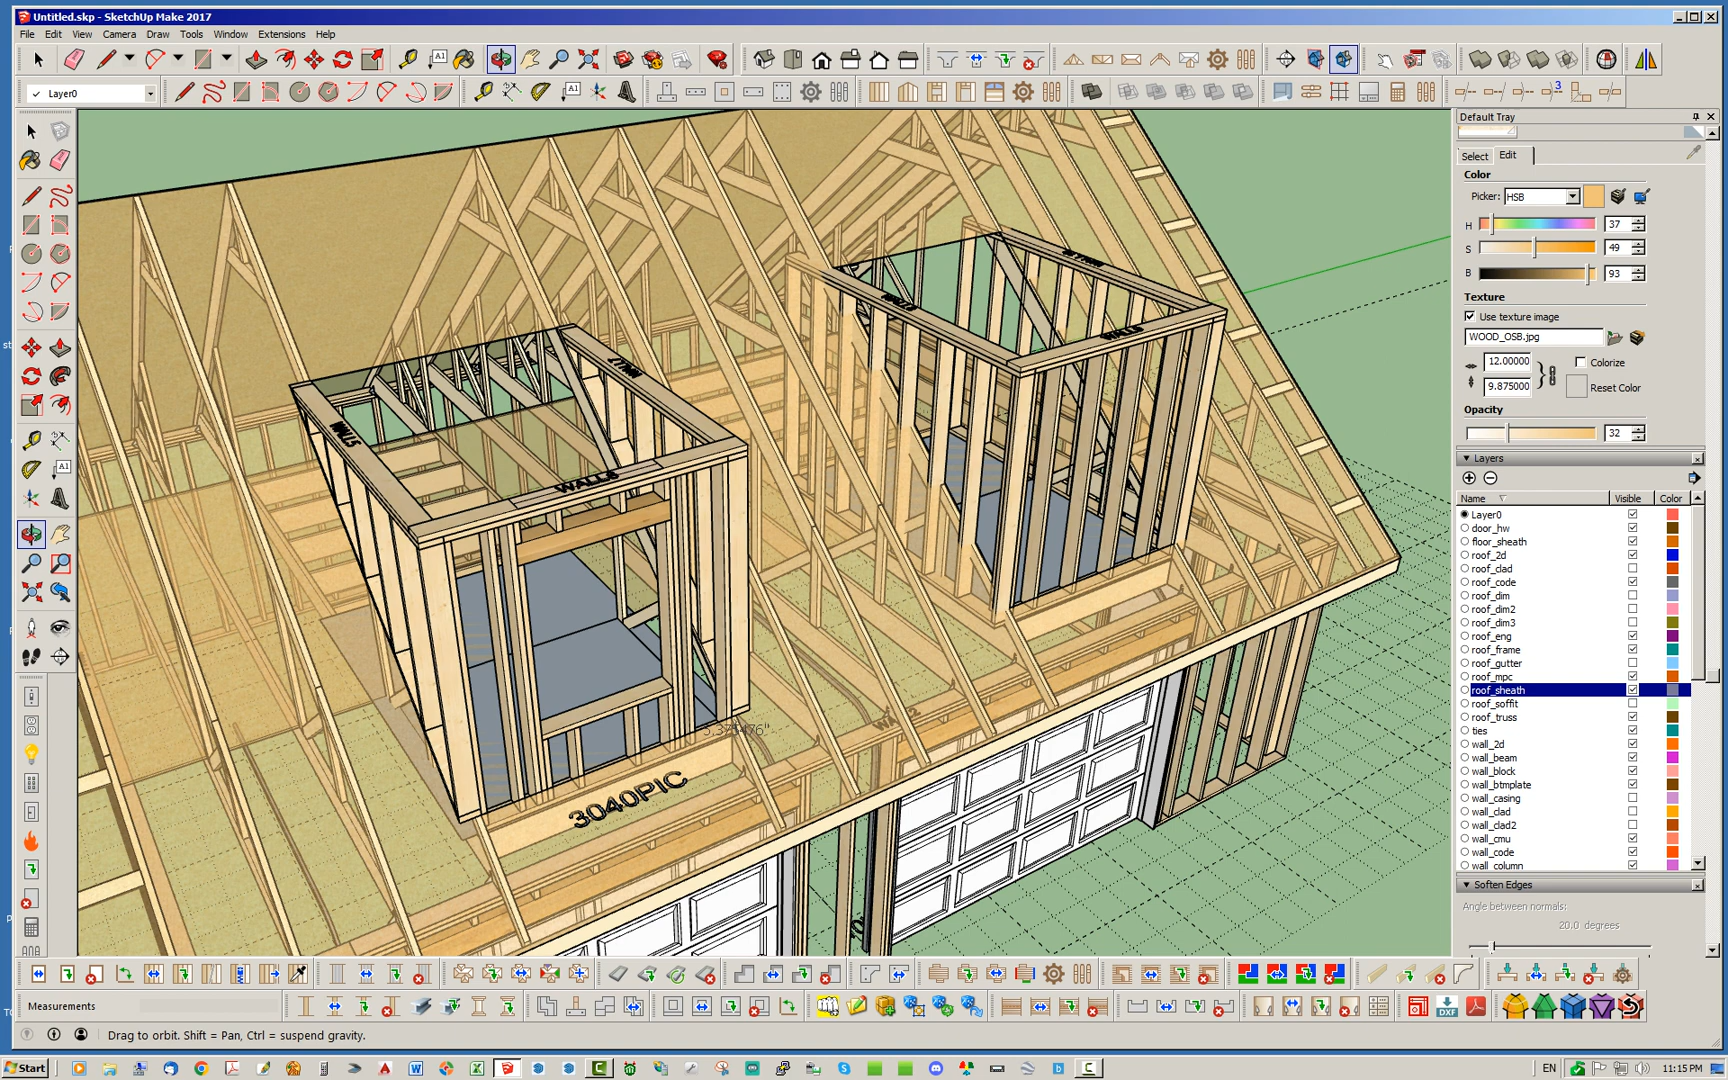 Untitled.skp - SketchUp Make 2017
File Edit View Camera Draw Tools Window Extensions Help
Layer0
Default Tray
Select Edit
Color
Picker: HSB
H 37
S 49
B 93
Texture
Use texture image
WOOD_OSB.jpg
12.00000 Colorize
9.875000 Reset Color
Opacity
32
Layers
Name Visible Color
Layer0
door_hw
floor_sheath
roof_2d
roof_clad
roof_code
roof_dim
roof_dim2
roof_dim3
roof_eng
roof_frame
roof_gutter
roof_mpc
roof_sheath
roof_soffit
roof_truss
ties
wall_2d
wall_beam
wall_block
wall_btmplate
wall_casing
wall_clad
wall_clad2
wall_cmu
wall_code
wall_column
Soften Edges
Angle between normals:
20.0 degrees
WALL5
WALL6
WALL7
WALL8
3040PIC
Measurements
Drag to orbit. Shift = Pan, Ctrl = suspend gravity.
Start
EN
11:15 PM